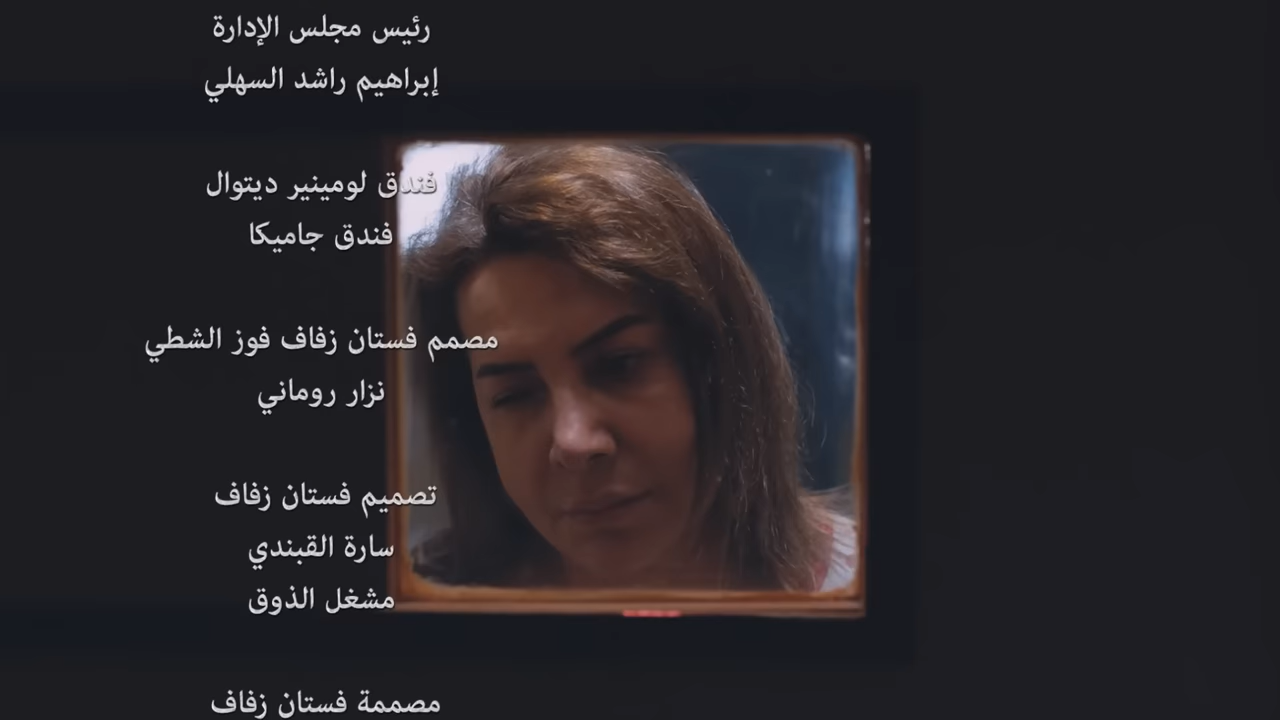 رئيس مجلس الإدارة
إبراهيم راشد السهلي
فندق لومينير ديتوال
فندق جاميكا
مصمم فستان زفاف فوز الشطي
نزار روماني
تصميم فستان زفاف
سارة القبندي
مشغل الذوق
مصممة فستان زفاف